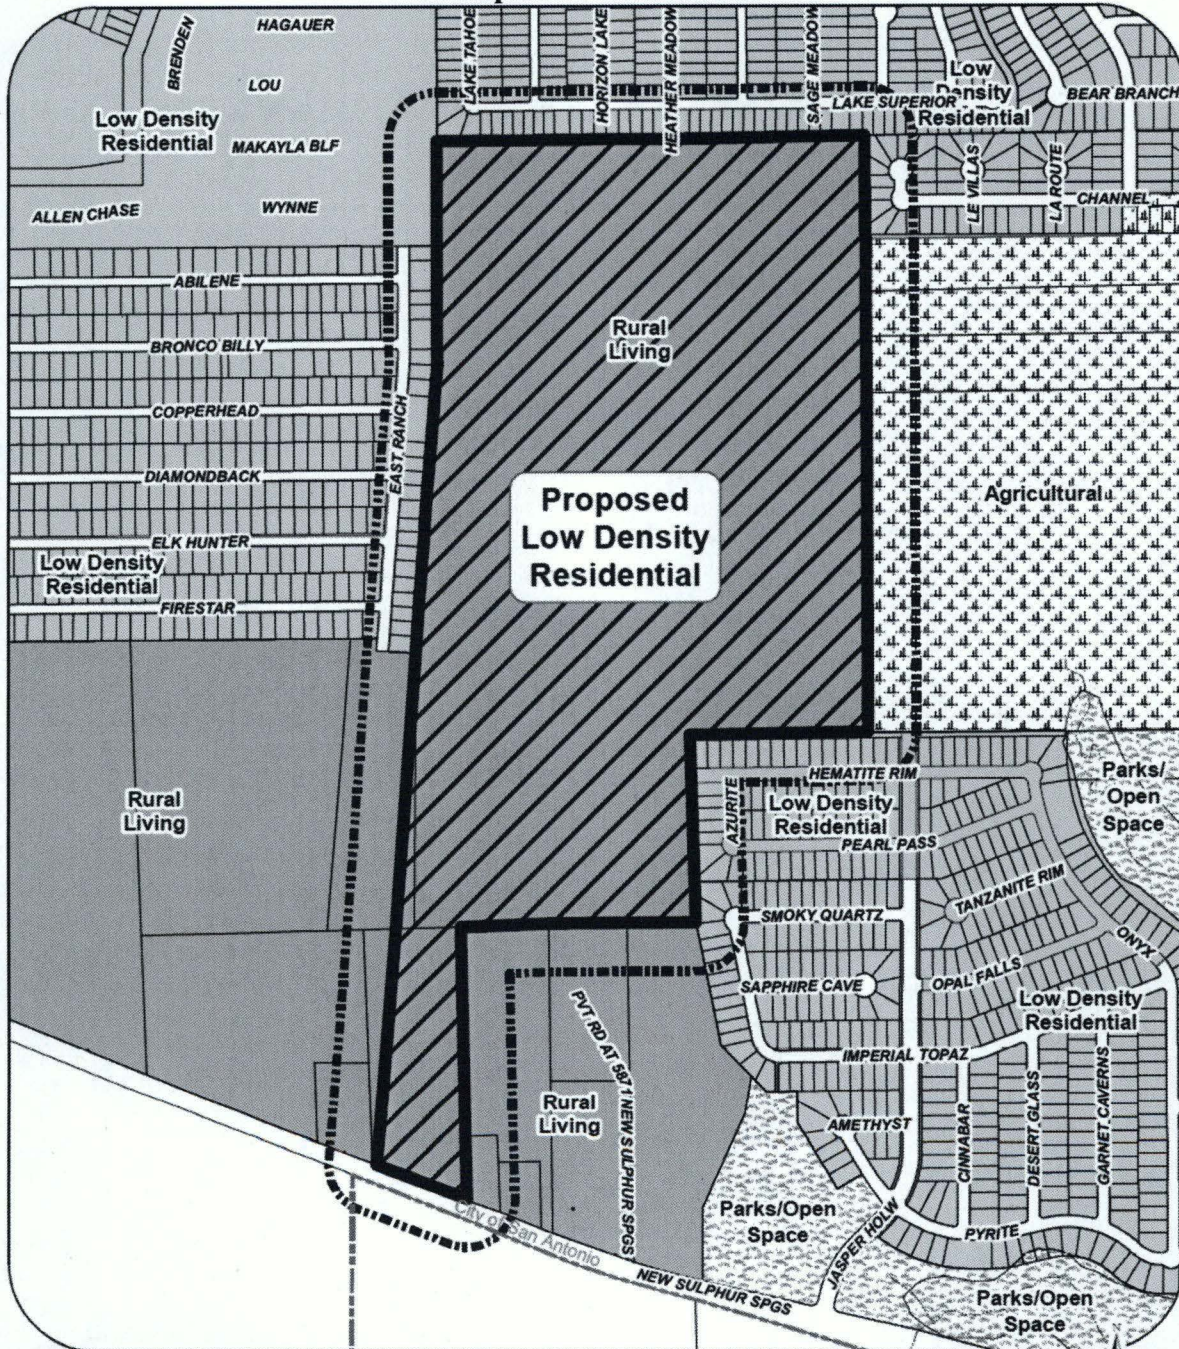 HAGAUER
BRENDEN
LOU
Low Density
Residential
MAKAYLA BLF
ALLEN CHASE
WYNNE
LAKE TAHOE
HORIZON LAKE
HEATHER MEADOW
SAGE MEADOW
LAKE SUPERIOR
Low
Density
Residential
BEAR BRANCH
LE VILLAS
LA ROUTE
CHANNEL
ABILENE
BRONCO BILLY
COPPERHEAD
DIAMONDBACK
ELK HUNTER
Low Density
Residential
FIRESTAR
EAST RANCH
Rural
Living
Proposed
Low Density
Residential
Agricultural
Rural
Living
HEMATITE RIM
AZURITE
Low Density
Residential
PEARL PASS
Parks/
Open
Space
SMOKY QUARTZ
TANZANITE RIM
ONYX
SAPPHIRE CAVE
OPAL FALLS
Low Density
Residential
IMPERIAL TOPAZ
PVT RD AT 5871 NEW SULPHUR SPGS
Rural
Living
AMETHYST
CINNABAR
DESERT GLASS
GARNET CAVERNS
Parks/Open
Space
JASPER HOLW
PYRITE
City of San Antonio
NEW SULPHUR SPGS
Parks/Open
Space